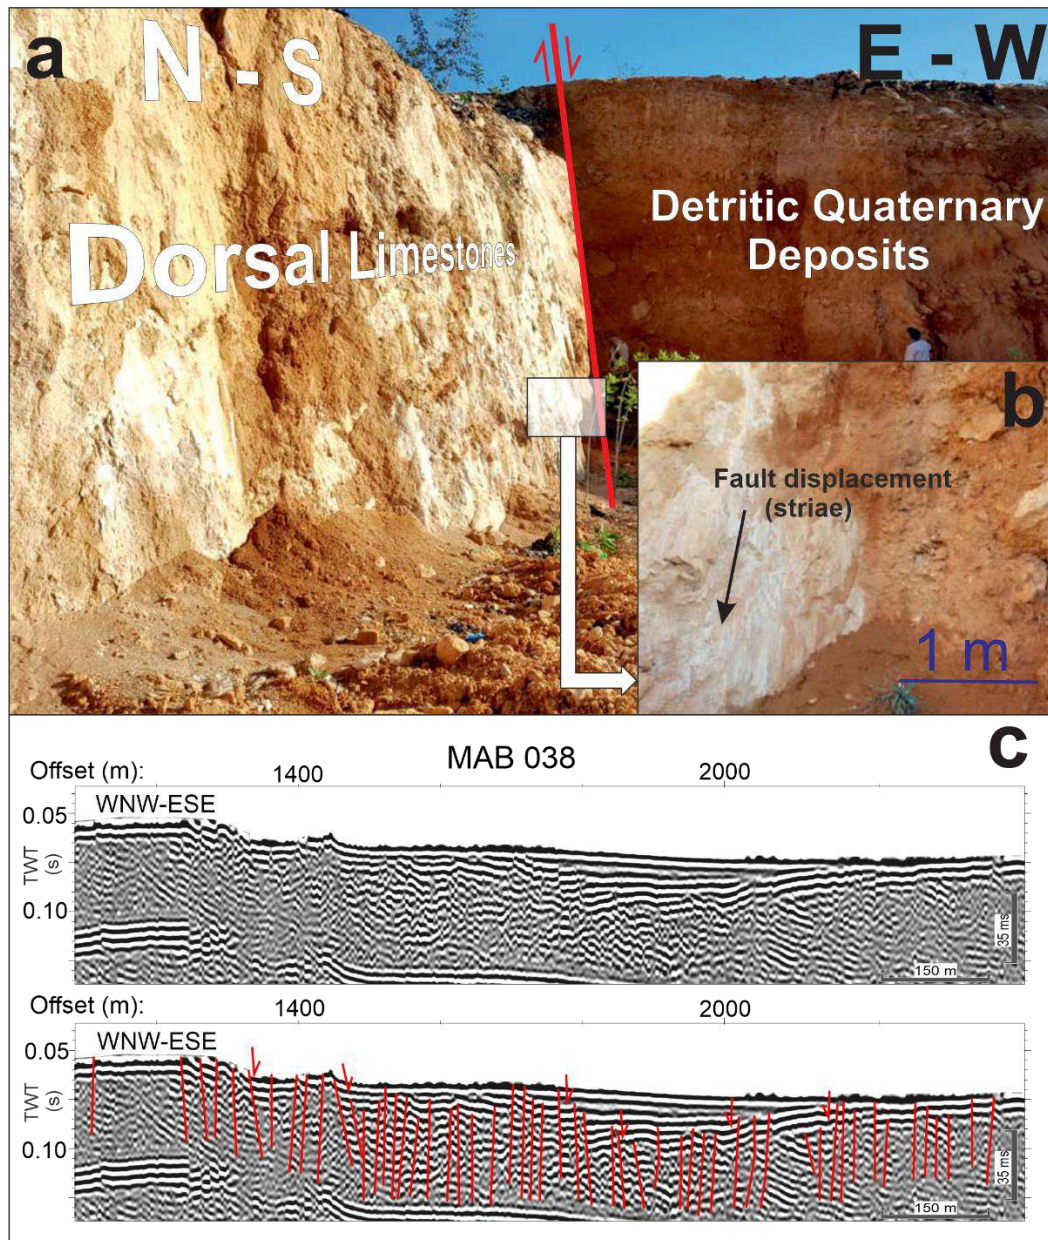 a
N - S
E - W
Dorsal Limestones
Detritic Quaternary
Deposits
b
Fault displacement
(striae)
1 m
c
MAB 038
Offset (m):
1400
2000
WNW-ESE
0.05
TWT
(s)
0.10
35 ms
150 m
Offset (m):
1400
2000
WNW-ESE
0.05
TWT
(s)
0.10
35 ms
150 m